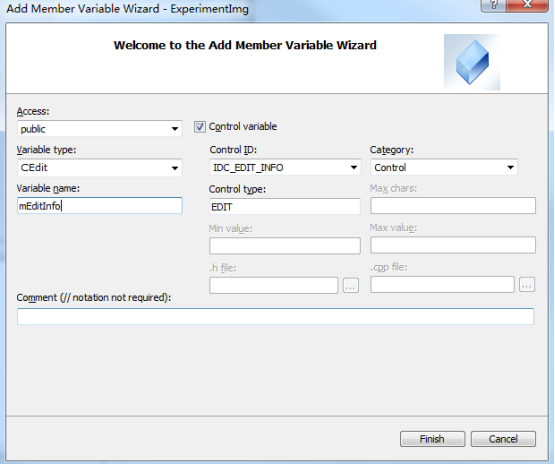 Add Member Variable Wizard - ExperimentImg
Welcome to the Add Member Variable Wizard
Access:
public
Control variable
Variable type:
CEdit
Control ID:
IDC_EDIT_INFO
Category:
Control
Variable name:
mEditInfo
Control type:
EDIT
Max chars:
Min value:
Max value:
.h file:
...
.cpp file:
...
Comment (// notation not required):
Finish
Cancel